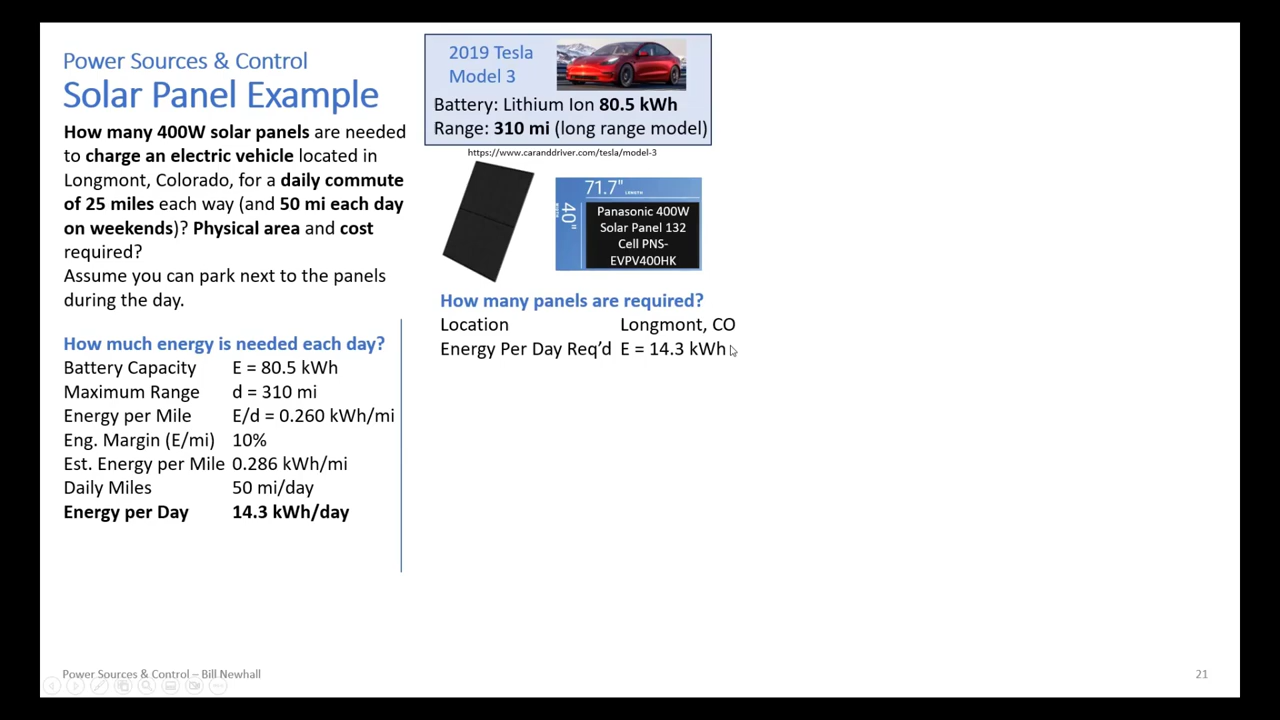 Power Sources & Control
Solar Panel Example
How many 400W solar panels are needed
to charge an electric vehicle located in
Longmont, Colorado, for a daily commute
of 25 miles each way (and 50 mi each day
on weekends)? Physical area and cost
required?
Assume you can park next to the panels
during the day.
How much energy is needed each day?
Battery Capacity E = 80.5 kWh
Maximum Range d = 310 mi
Energy per Mile E/d = 0.260 kWh/mi
Eng. Margin (E/mi) 10%
Est. Energy per Mile 0.286 kWh/mi
Daily Miles 50 mi/day
Energy per Day 14.3 kWh/day
2019 Tesla
Model 3
Battery: Lithium Ion 80.5 kWh
Range: 310 mi (long range model)
https://www.caranddriver.com/tesla/model-3
71.7" LENGTH
40"
Panasonic 400W
Solar Panel 132
Cell PNS-
EVPV400HK
How many panels are required?
Location Longmont, CO
Energy Per Day Req'd E = 14.3 kWh
Power Sources & Control – Bill Newhall
21